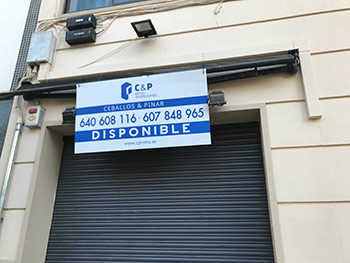 C&P
CEBALLOS & PINAR
640 608 116 - 607 848 965
DISPONIBLE